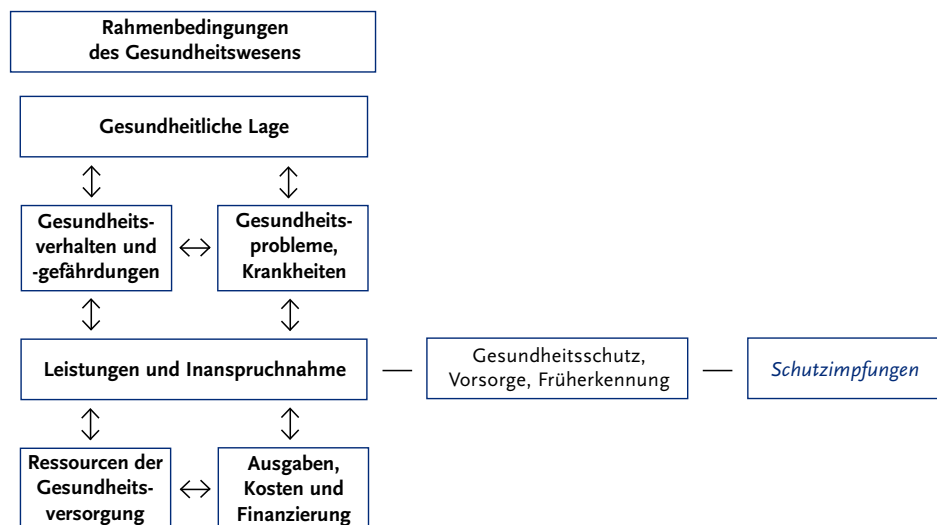 Rahmenbedingungen
des Gesundheitswesens
Gesundheitliche Lage
Gesundheits-
verhalten und
-gefährdungen
Gesundheits-
probleme,
Krankheiten
Leistungen und Inanspruchnahme
Gesundheitsschutz,
Vorsorge, Früherkennung
Schutzimpfungen
Ressourcen der
Gesundheits-
versorgung
Ausgaben,
Kosten und
Finanzierung